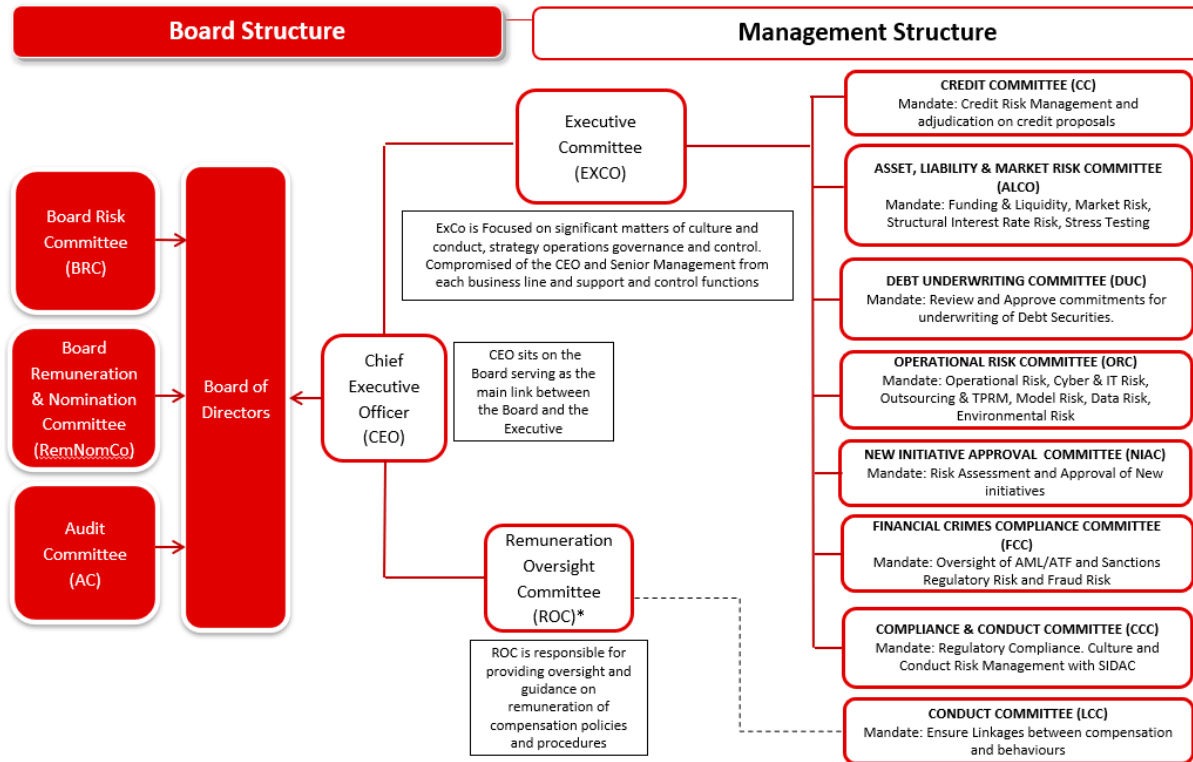 Board Structure
Management Structure
Board Risk
Committee
(BRC)
Board
Remuneration
& Nomination
Committee
(RemNomCo)
Audit
Committee
(AC)
Board of
Directors
Chief
Executive
Officer
(CEO)
CEO sits on the
Board serving as the
main link between
the Board and the
Executive
Executive
Committee
(EXCO)
ExCo is Focused on significant matters of culture and
conduct, strategy operations governance and control.
Compromised of the CEO and Senior Management from
each business line and support and control functions
Remuneration
Oversight
Committee
(ROC)*
ROC is responsible for
providing oversight and
guidance on
remuneration of
compensation policies
and procedures
CREDIT COMMITTEE (CC)
Mandate: Credit Risk Management and
adjudication on credit proposals
ASSET, LIABILITY & MARKET RISK COMMITTEE
(ALCO)
Mandate: Funding & Liquidity, Market Risk,
Structural Interest Rate Risk, Stress Testing
DEBT UNDERWRITING COMMITTEE (DUC)
Mandate: Review and Approve commitments for
underwriting of Debt Securities.
OPERATIONAL RISK COMMITTEE (ORC)
Mandate: Operational Risk, Cyber & IT Risk,
Outsourcing & TPRM, Model Risk, Data Risk,
Environmental Risk
NEW INITIATIVE APPROVAL COMMITTEE (NIAC)
Mandate: Risk Assessment and Approval of New
initiatives
FINANCIAL CRIMES COMPLIANCE COMMITTEE
(FCC)
Mandate: Oversight of AML/ATF and Sanctions
Regulatory Risk and Fraud Risk
COMPLIANCE & CONDUCT COMMITTEE (CCC)
Mandate: Regulatory Compliance. Culture and
Conduct Risk Management with SIDAC
CONDUCT COMMITTEE (LCC)
Mandate: Ensure Linkages between compensation
and behaviours